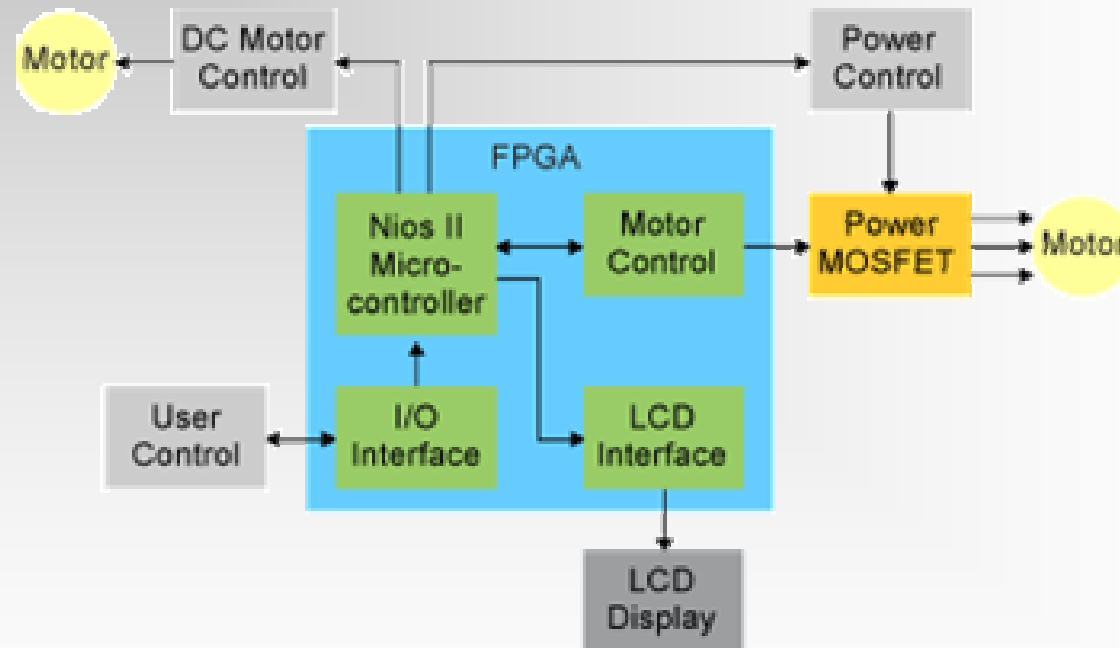 Motor
DC Motor
Control
Power
Control
FPGA
Nios II
Micro-
controller
Motor
Control
Power
MOSFET
Motor
User
Control
I/O
Interface
LCD
Interface
LCD
Display